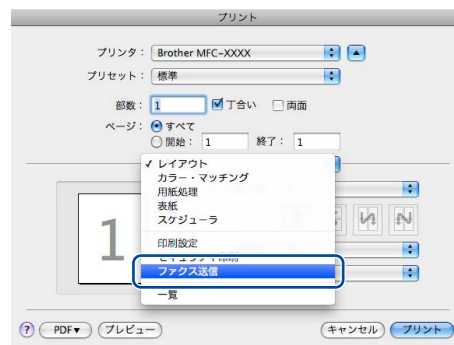 プリント
プリンタ： Brother MFC-XXXX
プリセット： 標準
部数： 1 丁合い 両面
ページ： すべて
開始： 1 終了： 1
✓ レイアウト
カラー・マッチング
用紙処理
表紙
スケジューラ
1
印刷設定
ファクス送信
一覧
? PDF▼ プレビュー キャンセル プリント